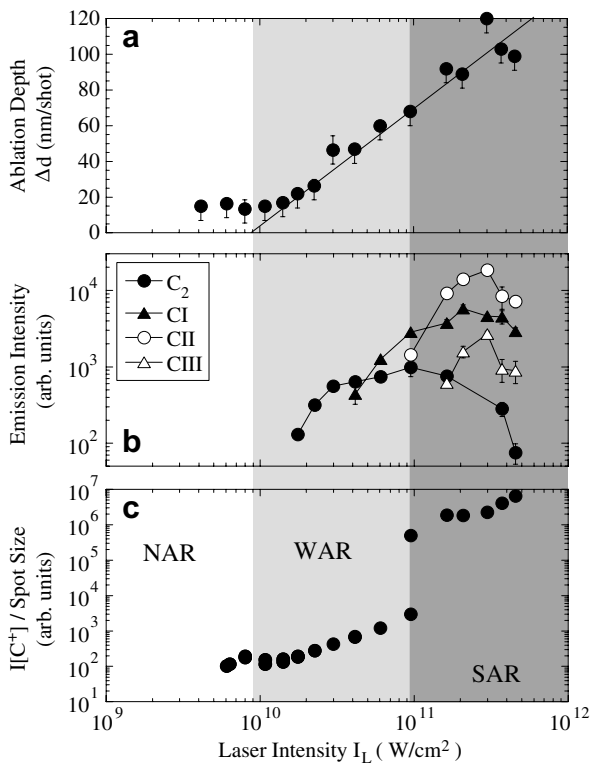 a
Ablation Depth
Δd (nm/shot)
120
100
80
60
40
20
0
b
Emission Intensity
(arb. units)
10⁴
10³
10²
C₂
CI
CII
CIII
c
I[C⁺] / Spot Size
(arb. units)
10⁷
10⁶
10⁵
10⁴
10³
10²
10¹
NAR
WAR
SAR
10⁹
10¹⁰
10¹¹
10¹²
Laser Intensity I_L ( W/cm² )